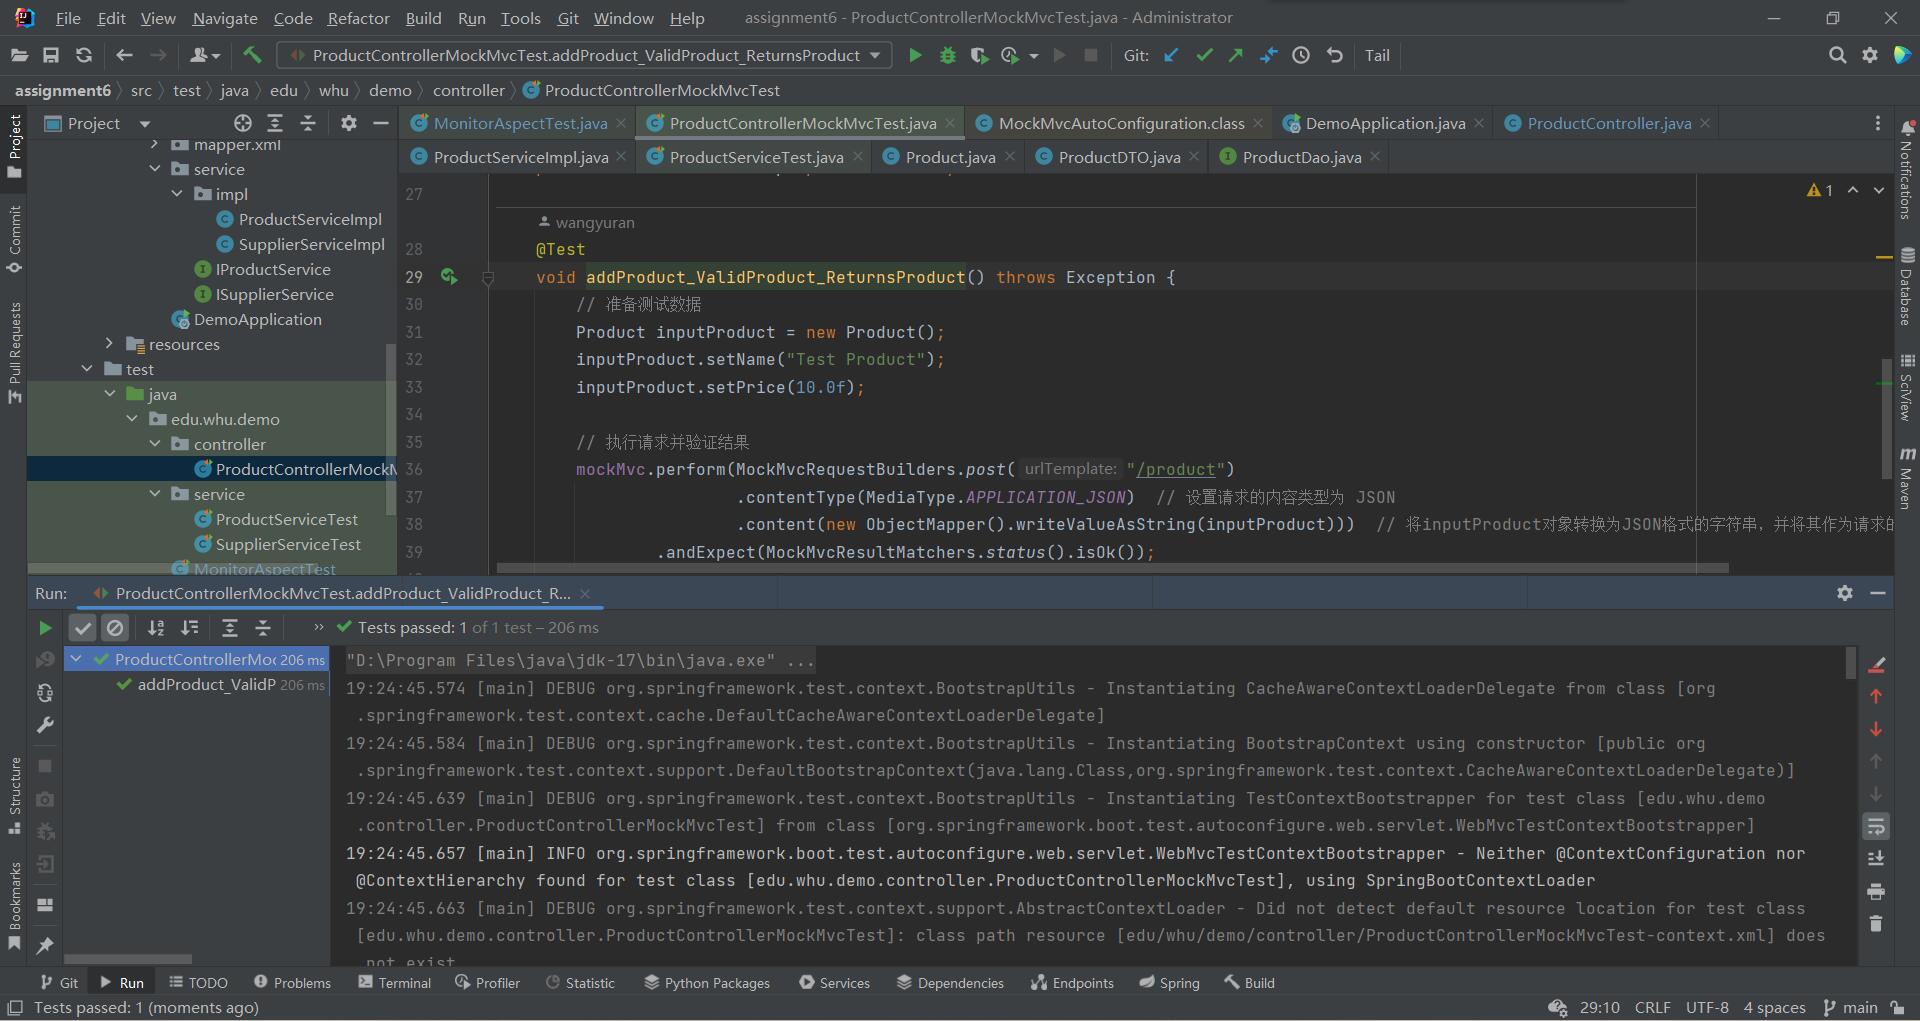 File Edit View Navigate Code Refactor Build Run Tools Git Window Help assignment6 - ProductControllerMockMvcTest.java - Administrator
ProductControllerMockMvcTest.addProduct_ValidProduct_ReturnsProduct Git: Tail
assignment6 src test java edu whu demo controller ProductControllerMockMvcTest
Project
MonitorAspectTest.java ProductControllerMockMvcTest.java MockMvcAutoConfiguration.class DemoApplication.java ProductController.java
ProductServiceImpl.java ProductServiceTest.java Product.java ProductDTO.java ProductDao.java
Project
Commit
Pull Requests
Structure
Bookmarks
mapper.xml
service
impl
ProductServiceImpl
SupplierServiceImpl
IProductService
ISupplierService
DemoApplication
resources
test
java
edu.whu.demo
controller
ProductControllerMock
service
ProductServiceTest
SupplierServiceTest
MonitorAspectTest
27
wangyuran
28 @Test
29 void addProduct_ValidProduct_ReturnsProduct() throws Exception {
30 // 准备测试数据
31 Product inputProduct = new Product();
32 inputProduct.setName("Test Product");
33 inputProduct.setPrice(10.0f);
34
35 // 执行请求并验证结果
36 mockMvc.perform(MockMvcRequestBuilders.post( urlTemplate: "/product")
37 .contentType(MediaType.APPLICATION_JSON) // 设置请求的内容类型为 JSON
38 .content(new ObjectMapper().writeValueAsString(inputProduct))) // 将inputProduct对象转换为JSON格式的字符串，并将其作为请求的
39 .andExpect(MockMvcResultMatchers.status().isOk());
1
Notifications
Database
SciView
Maven
Run: ProductControllerMockMvcTest.addProduct_ValidProduct_R...
Tests passed: 1 of 1 test – 206 ms
ProductControllerMoc 206 ms
addProduct_ValidP 206 ms
"D:\Program Files\java\jdk-17\bin\java.exe" ...
19:24:45.574 [main] DEBUG org.springframework.test.context.BootstrapUtils - Instantiating CacheAwareContextLoaderDelegate from class [org
.springframework.test.context.cache.DefaultCacheAwareContextLoaderDelegate]
19:24:45.584 [main] DEBUG org.springframework.test.context.BootstrapUtils - Instantiating BootstrapContext using constructor [public org
.springframework.test.context.support.DefaultBootstrapContext(java.lang.Class,org.springframework.test.context.CacheAwareContextLoaderDelegate)]
19:24:45.639 [main] DEBUG org.springframework.test.context.BootstrapUtils - Instantiating TestContextBootstrapper for test class [edu.whu.demo
.controller.ProductControllerMockMvcTest] from class [org.springframework.boot.test.autoconfigure.web.servlet.WebMvcTestContextBootstrapper]
19:24:45.657 [main] INFO org.springframework.boot.test.autoconfigure.web.servlet.WebMvcTestContextBootstrapper - Neither @ContextConfiguration nor
@ContextHierarchy found for test class [edu.whu.demo.controller.ProductControllerMockMvcTest], using SpringBootContextLoader
19:24:45.663 [main] DEBUG org.springframework.test.context.support.AbstractContextLoader - Did not detect default resource location for test class
[edu.whu.demo.controller.ProductControllerMockMvcTest]: class path resource [edu/whu/demo/controller/ProductControllerMockMvcTest-context.xml] does
not exist
Git Run TODO Problems Terminal Profiler Statistic Python Packages Services Dependencies Endpoints Spring Build
Tests passed: 1 (moments ago) 29:10 CRLF UTF-8 4 spaces main